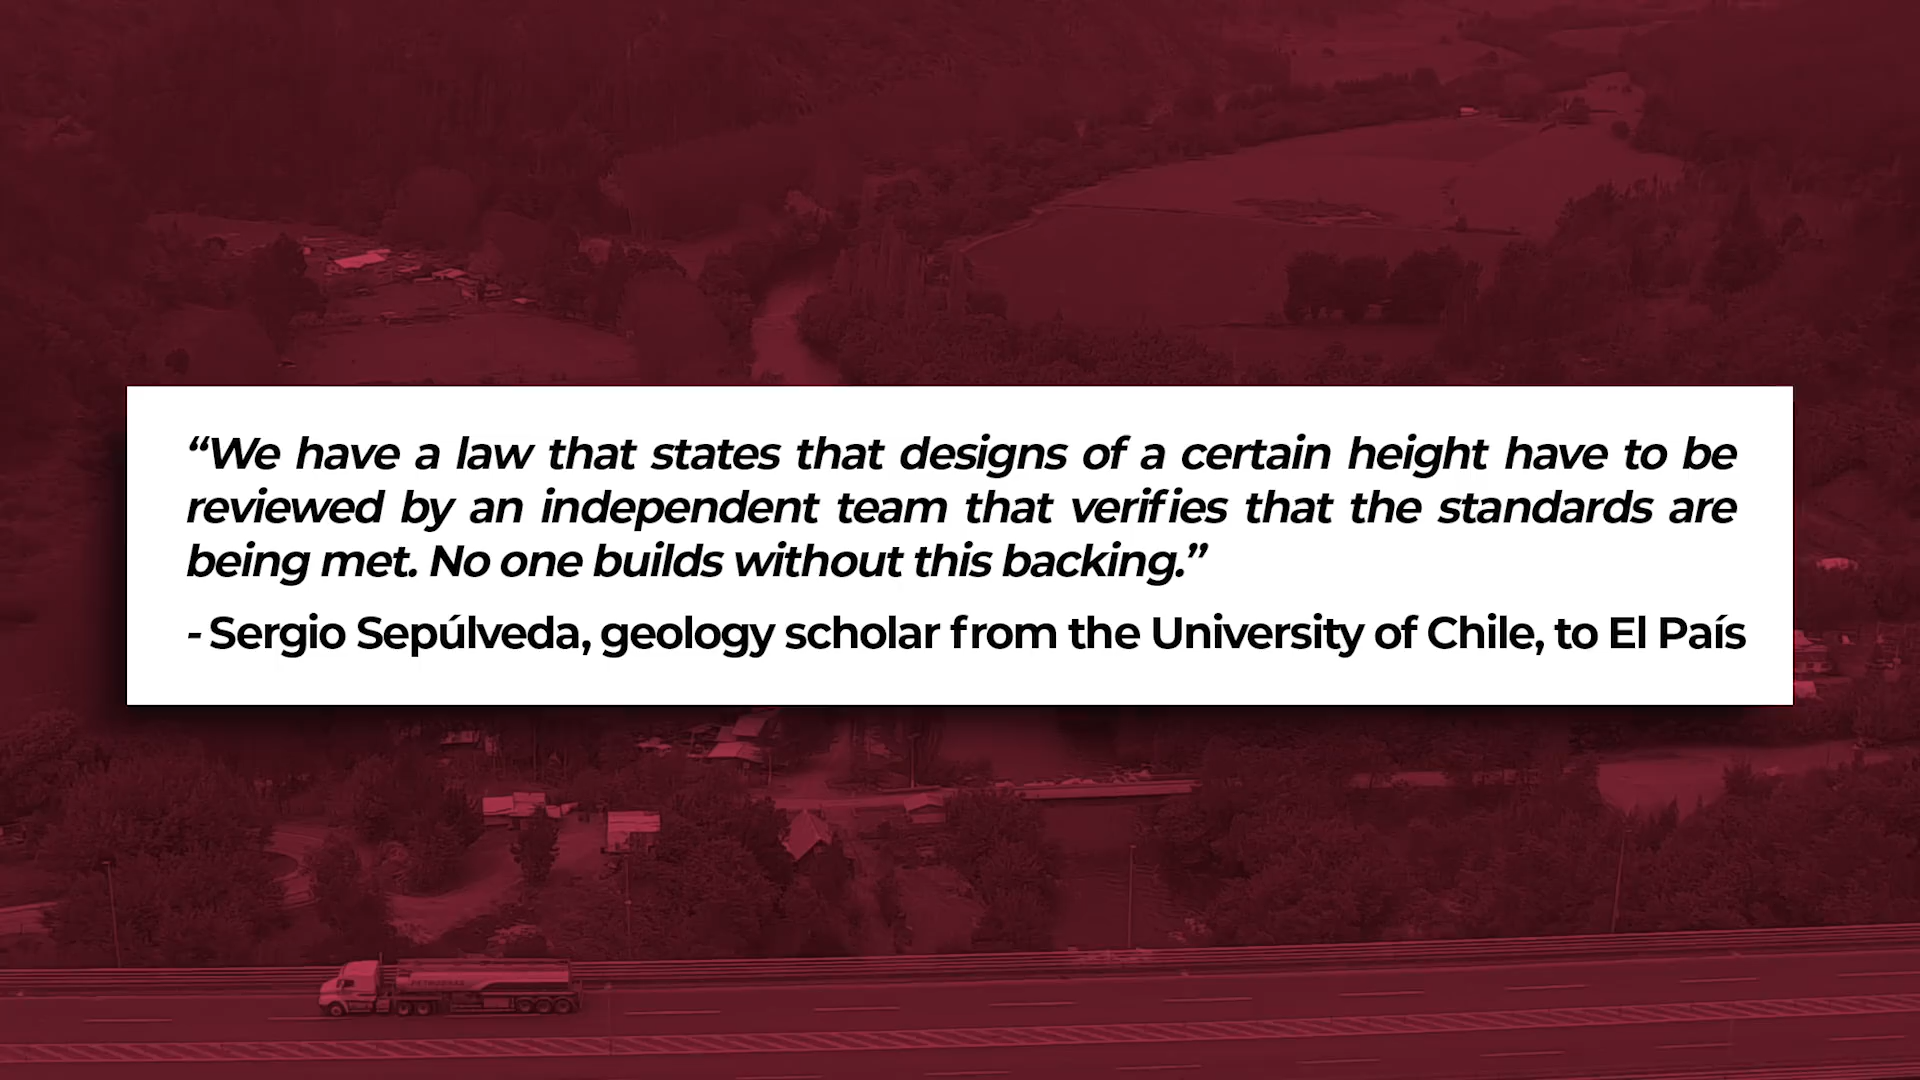 “We have a law that states that designs of a certain height have to be
reviewed by an independent team that verifies that the standards are
being met. No one builds without this backing.”
- Sergio Sepúlveda, geology scholar from the University of Chile, to El País
PETROBRAS